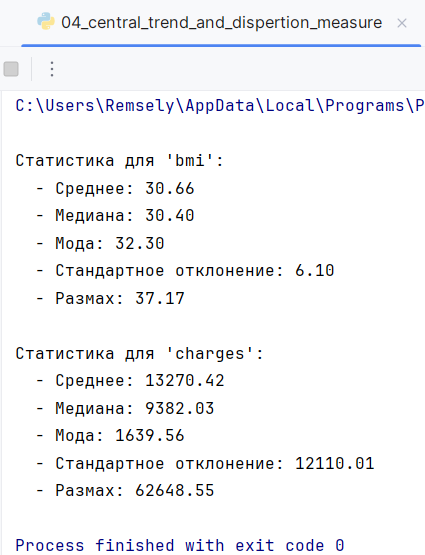 04_central_trend_and_dispertion_measure
C:\Users\Remsely\AppData\Local\Programs\P
Статистика для 'bmi':
- Среднее: 30.66
- Медиана: 30.40
- Мода: 32.30
- Стандартное отклонение: 6.10
- Размах: 37.17
Статистика для 'charges':
- Среднее: 13270.42
- Медиана: 9382.03
- Мода: 1639.56
- Стандартное отклонение: 12110.01
- Размах: 62648.55
Process finished with exit code 0